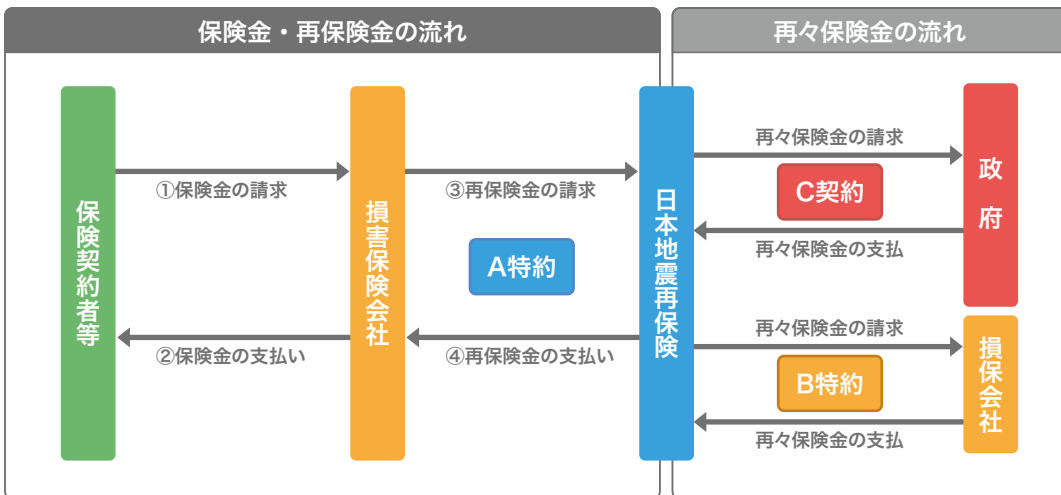 保険金・再保険金の流れ
再々保険金の流れ
保険契約者等
①保険金の請求
②保険金の支払い
損害保険会社
③再保険金の請求
A特約
④再保険金の支払い
日本地震再保険
再々保険金の請求
C契約
再々保険金の支払
政府
再々保険金の請求
B特約
再々保険金の支払
損保会社